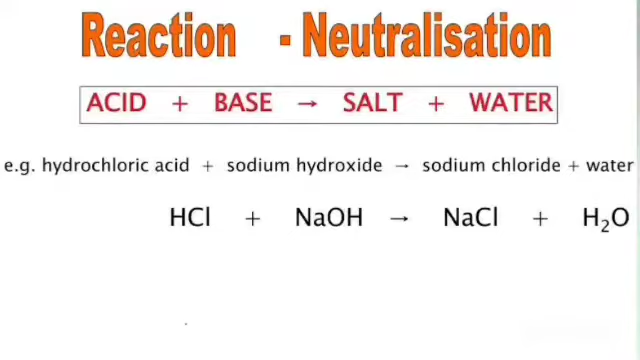 Reaction - Neutralisation
ACID + BASE → SALT + WATER
e.g. hydrochloric acid + sodium hydroxide → sodium chloride + water
HCl + NaOH → NaCl + H₂O